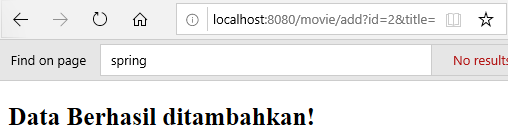 localhost:8080/movie/add?id=2&title=
Find on page spring No results
Data Berhasil ditambahkan!